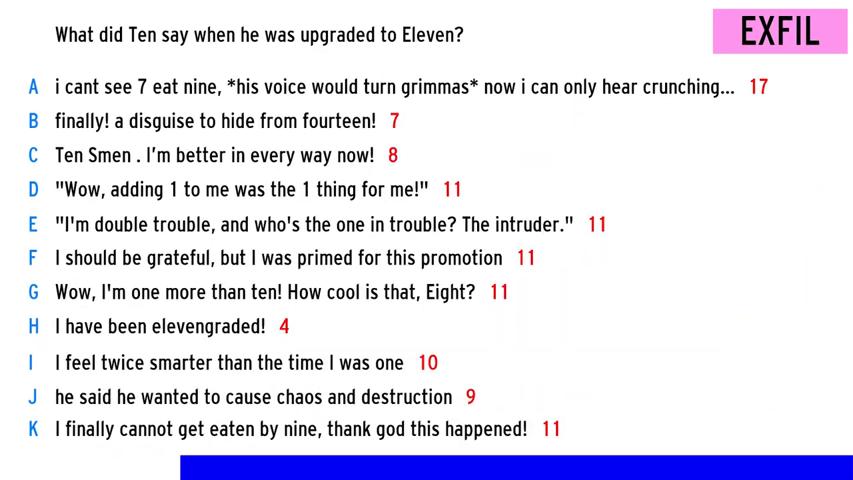 What did Ten say when he was upgraded to Eleven?
EXFIL
A i cant see 7 eat nine, *his voice would turn grimmas* now i can only hear crunching... 17
B finally! a disguise to hide from fourteen! 7
C Ten Smen . I'm better in every way now! 8
D "Wow, adding 1 to me was the 1 thing for me!" 11
E "I'm double trouble, and who's the one in trouble? The intruder." 11
F I should be grateful, but I was primed for this promotion 11
G Wow, I'm one more than ten! How cool is that, Eight? 11
H I have been elevengraded! 4
I I feel twice smarter than the time I was one 10
J he said he wanted to cause chaos and destruction 9
K I finally cannot get eaten by nine, thank god this happened! 11